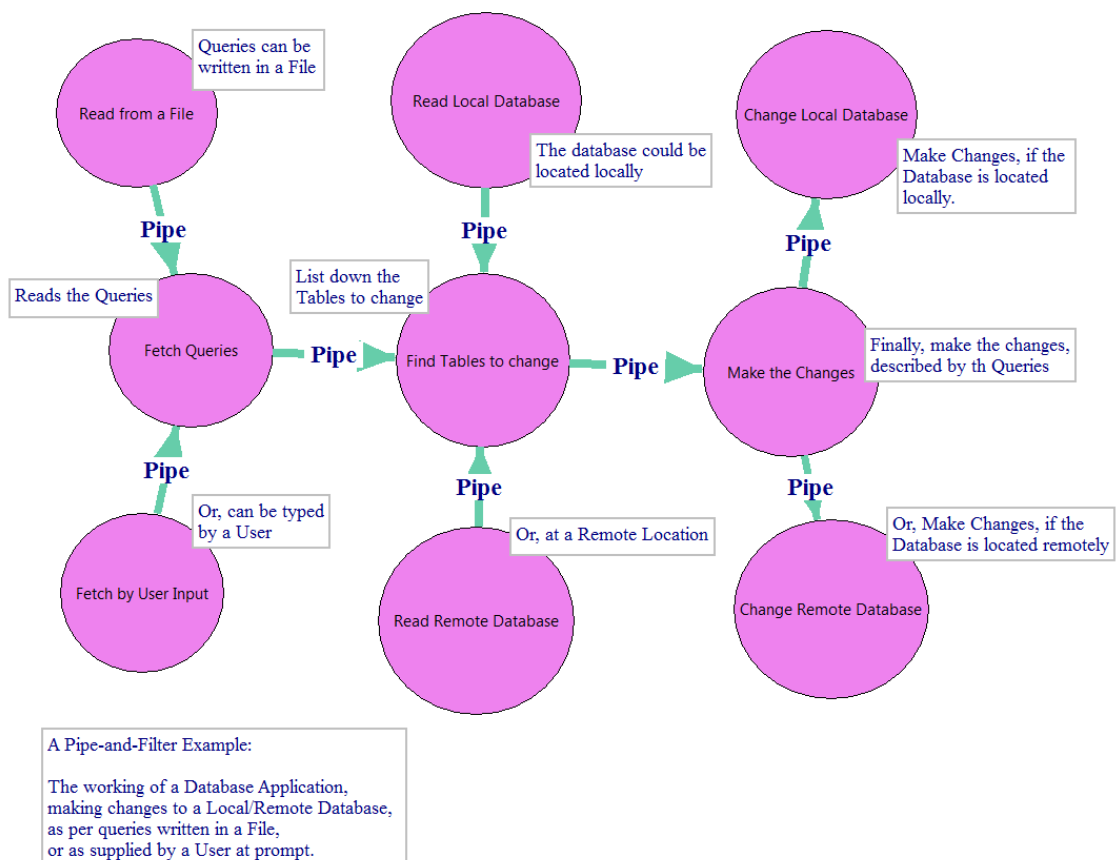 Queries can be
written in a File
Read from a File
Read Local Database
The database could be
located locally
Change Local Database
Make Changes, if the
Database is located
locally.
Pipe
Pipe
Pipe
Reads the Queries
List down the
Tables to change
Fetch Queries
Pipe
Find Tables to change
Pipe
Make the Changes
Finally, make the changes,
described by th Queries
Pipe
Pipe
Pipe
Or, can be typed
by a User
Or, at a Remote Location
Or, Make Changes, if the
Database is located remotely
Fetch by User Input
Read Remote Database
Change Remote Database
A Pipe-and-Filter Example:
The working of a Database Application,
making changes to a Local/Remote Database,
as per queries written in a File,
or as supplied by a User at prompt.